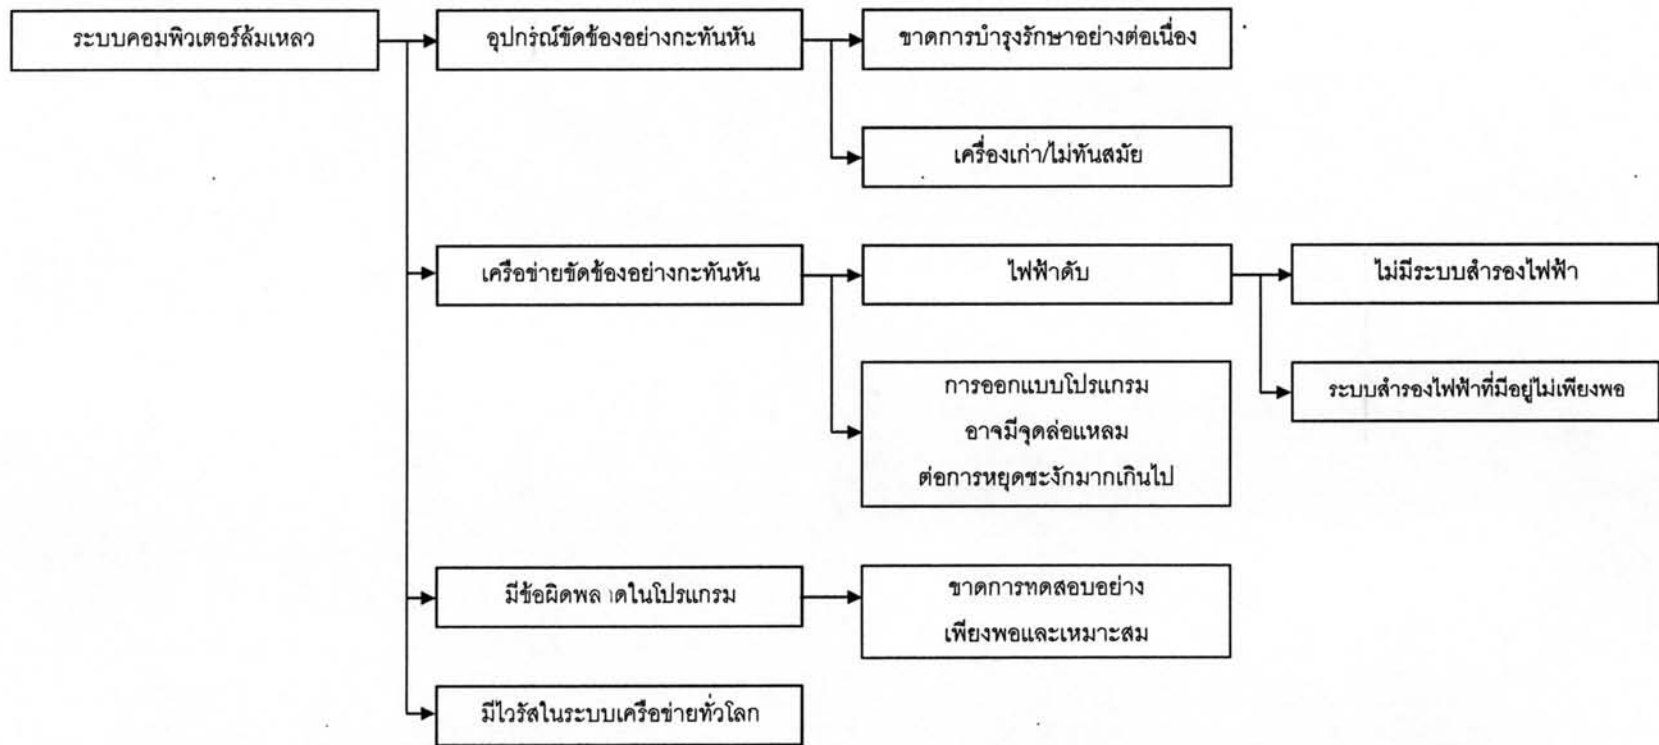 ระบบคอมพิวเตอร์ล้มเหลว
อุปกรณ์ขัดข้องอย่างกะทันหัน
ขาดการบำรุงรักษาอย่างต่อเนื่อง
เครื่องเก่า/ไม่ทันสมัย
เครือข่ายขัดข้องอย่างกะทันหัน
ไฟฟ้าดับ
ไม่มีระบบสำรองไฟฟ้า
ระบบสำรองไฟฟ้าที่มีอยู่ไม่เพียงพอ
การออกแบบโปรแกรม
อาจมีจุดล่อแหลม
ต่อการหยุดชะงักมากเกินไป
มีข้อผิดพลาดในโปรแกรม
ขาดการทดสอบอย่าง
เพียงพอและเหมาะสม
มีไวรัสในระบบเครือข่ายทั่วโลก